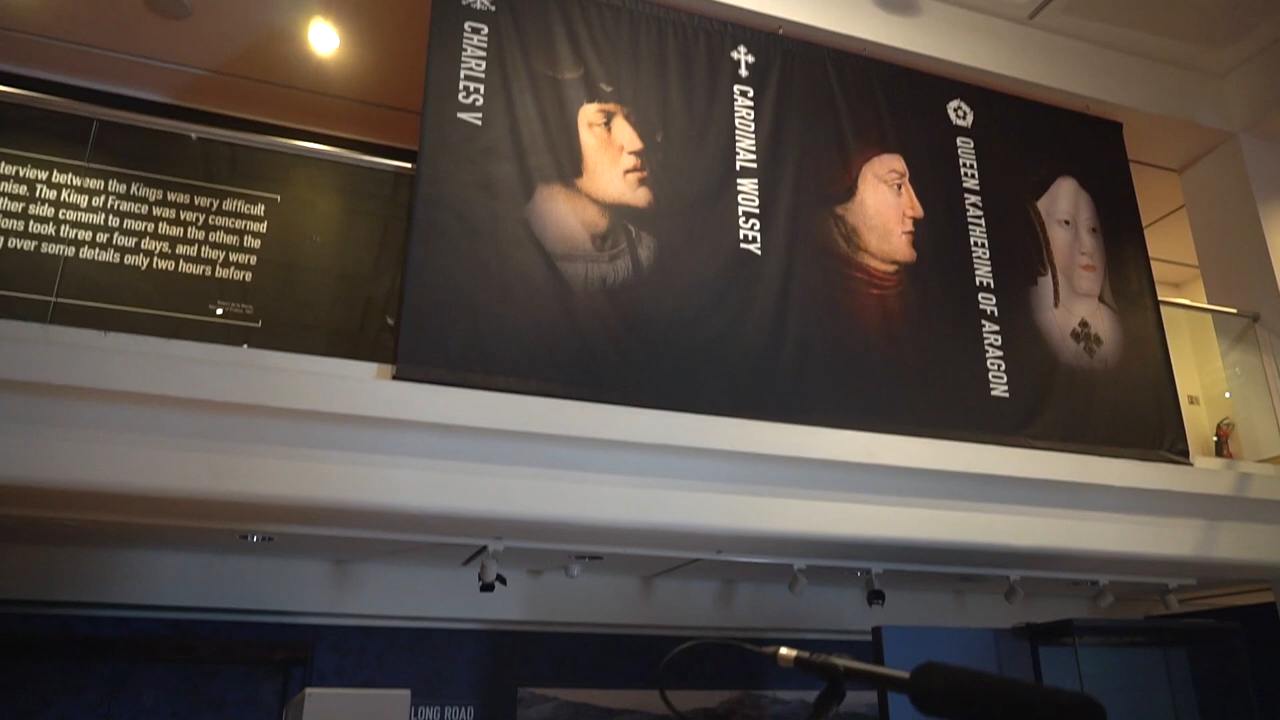 terview between the Kings was very difficult
nise. The King of France was very concerned
ther side commit to more than the other, the
ions took three or four days, and they were
g over some details only two hours before
CHARLES V
CARDINAL WOLSEY
QUEEN KATHERINE OF ARAGON
LONG ROAD